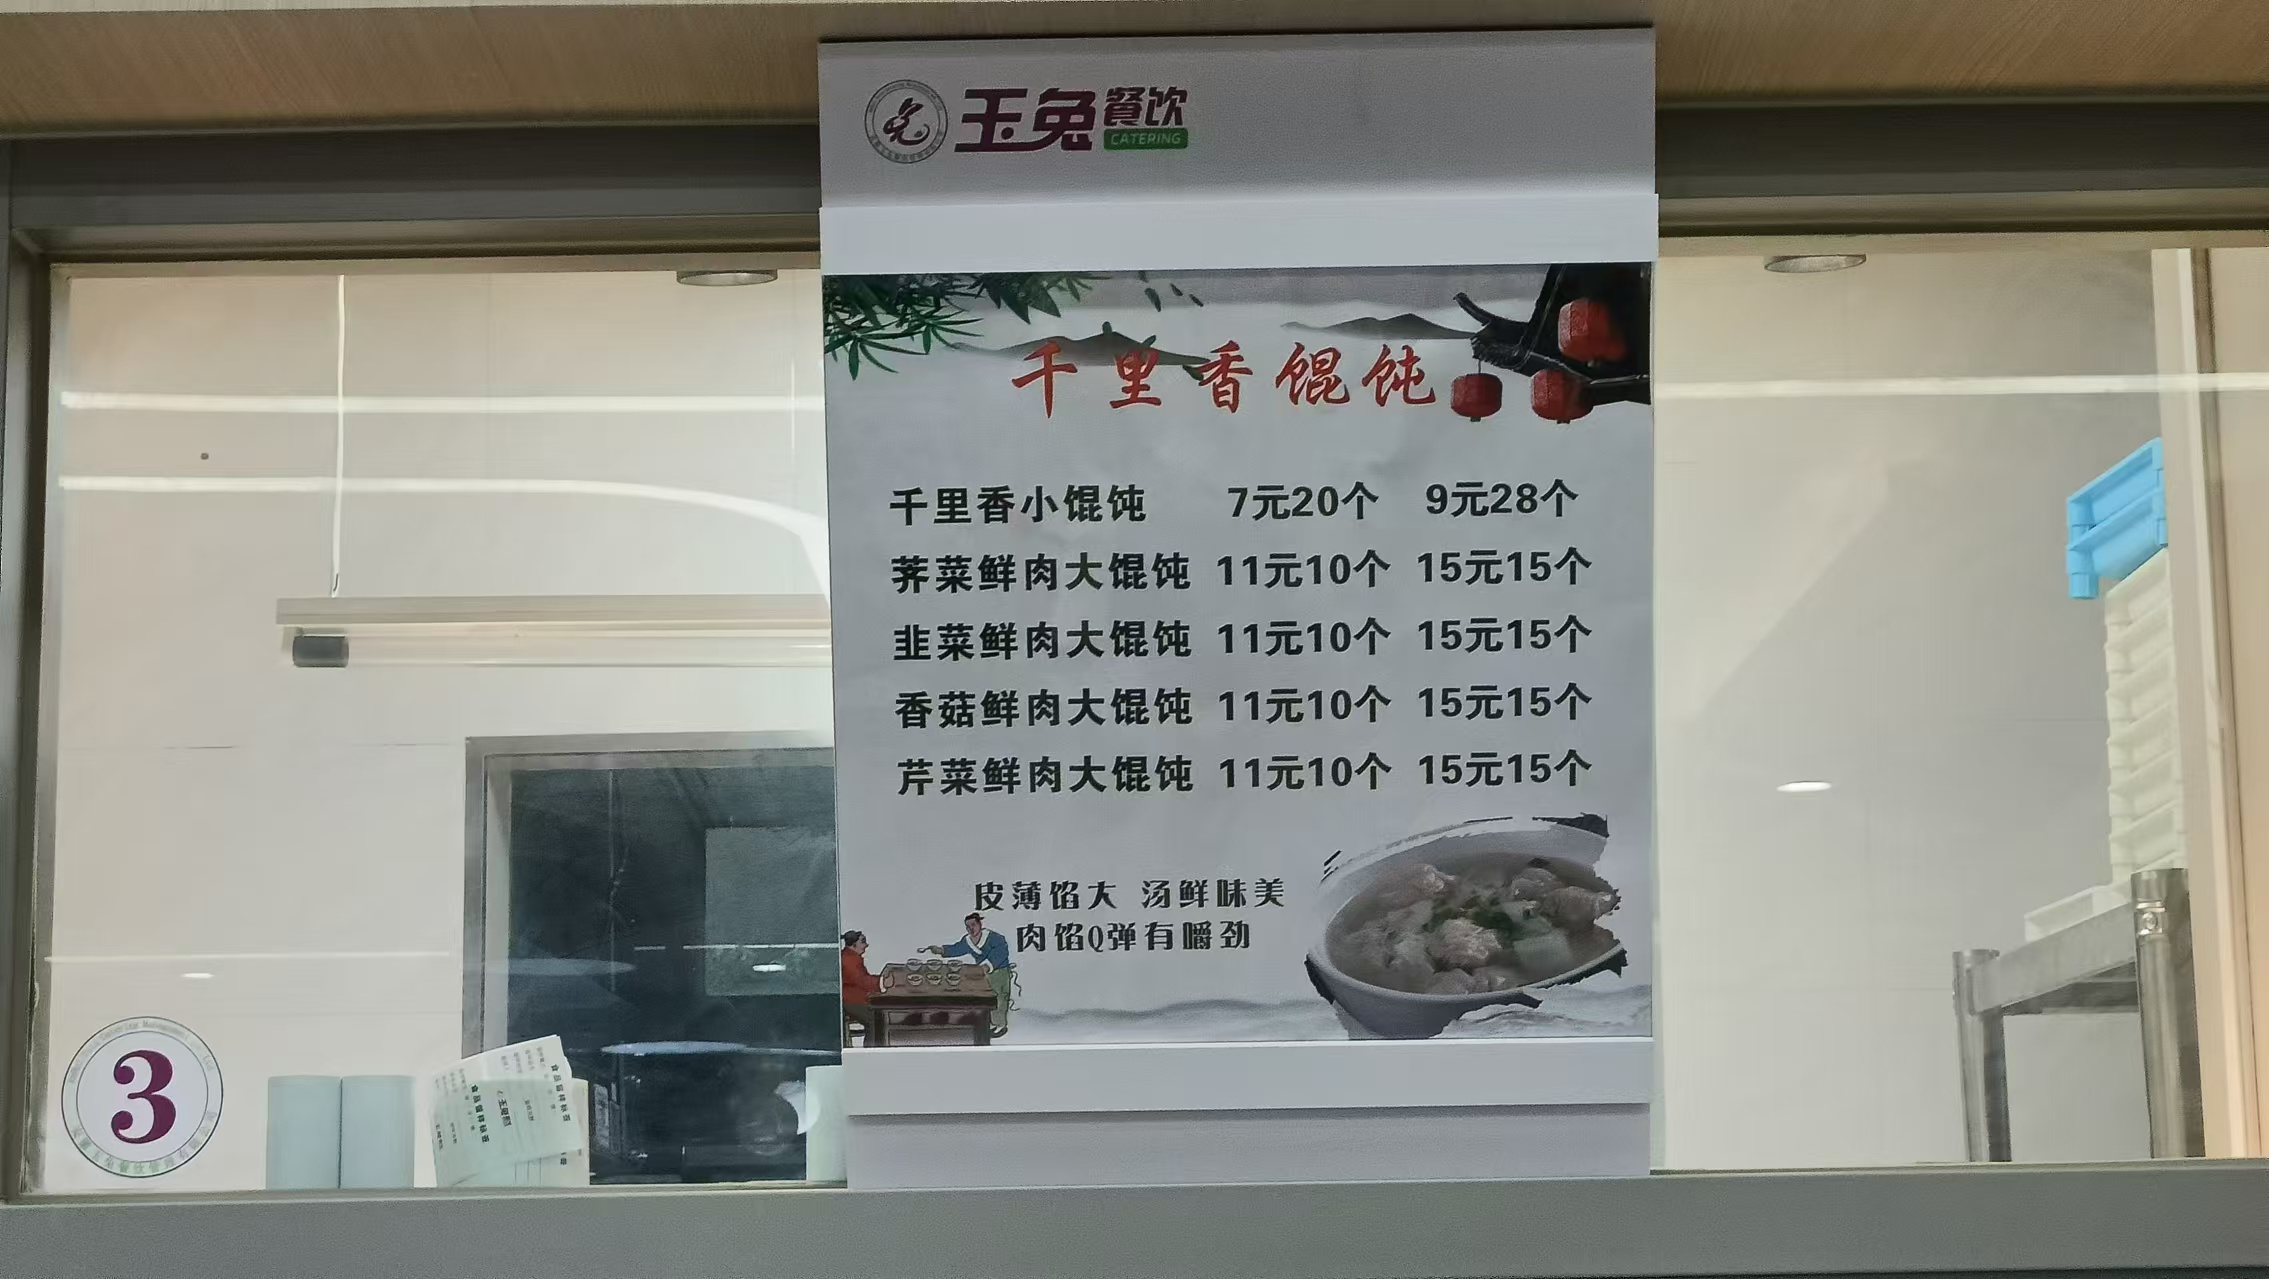 玉兔餐饮
CATERING
千里香馄饨
千里香小馄饨 7元20个 9元28个
荠菜鲜肉大馄饨 11元10个 15元15个
韭菜鲜肉大馄饨 11元10个 15元15个
香菇鲜肉大馄饨 11元10个 15元15个
芹菜鲜肉大馄饨 11元10个 15元15个
皮薄馅大 汤鲜味美
肉馅Q弹有嚼劲
3